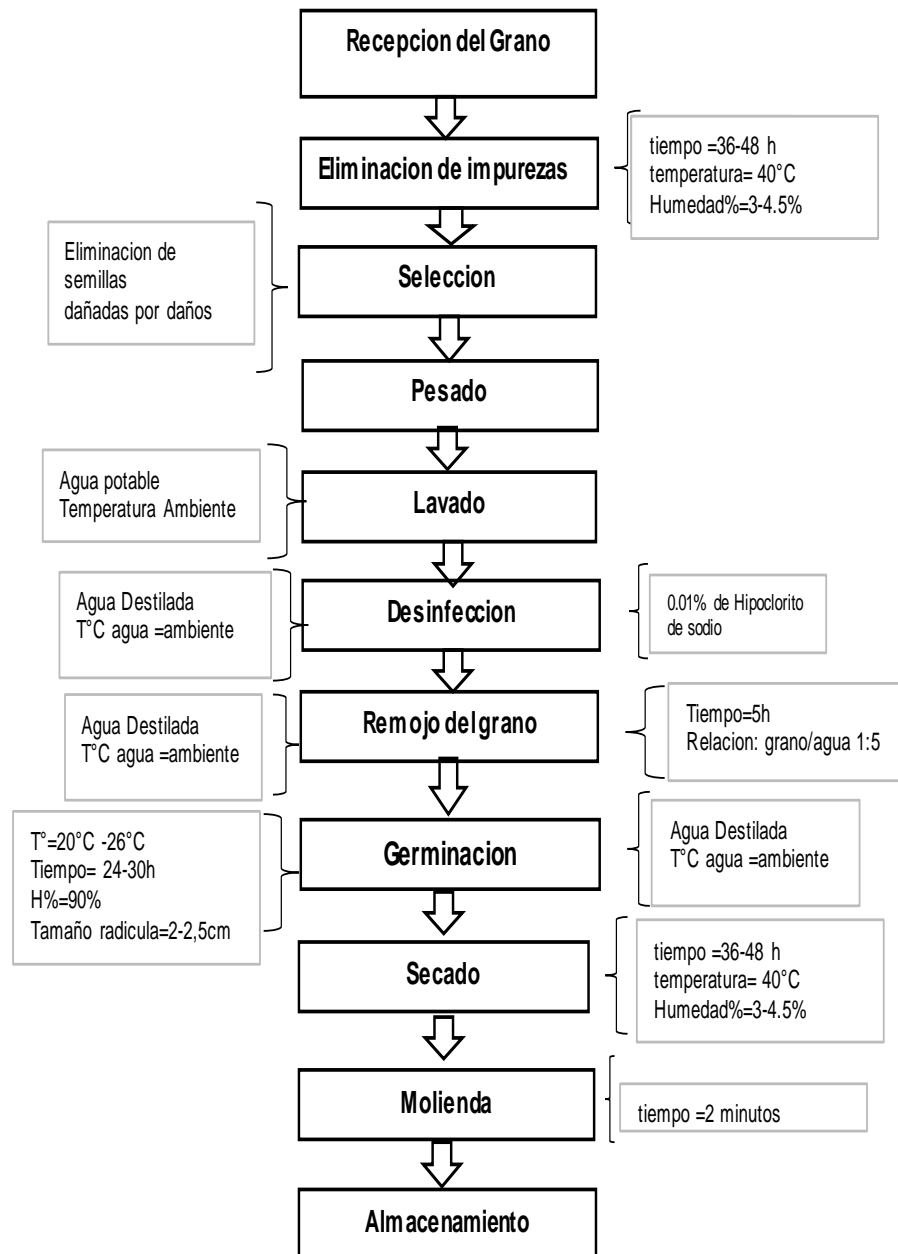 Recepcion del Grano
Eliminacion de impurezas
tiempo =36-48 h
temperatura= 40°C
Humedad%=3-4.5%
Eliminacion de
semillas
dañadas por daños
Seleccion
Pesado
Agua potable
Temperatura Ambiente
Lavado
Agua Destilada
T°C agua =ambiente
Desinfeccion
0.01% de Hipoclorito
de sodio
Agua Destilada
T°C agua =ambiente
Remojo del grano
Tiempo=5h
Relacion: grano/agua 1:5
T°=20°C -26°C
Tiempo= 24-30h
H%=90%
Tamaño radicula=2-2,5cm
Germinacion
Agua Destilada
T°C agua =ambiente
Secado
tiempo =36-48 h
temperatura= 40°C
Humedad%=3-4.5%
Molienda
tiempo =2 minutos
Almacenamiento